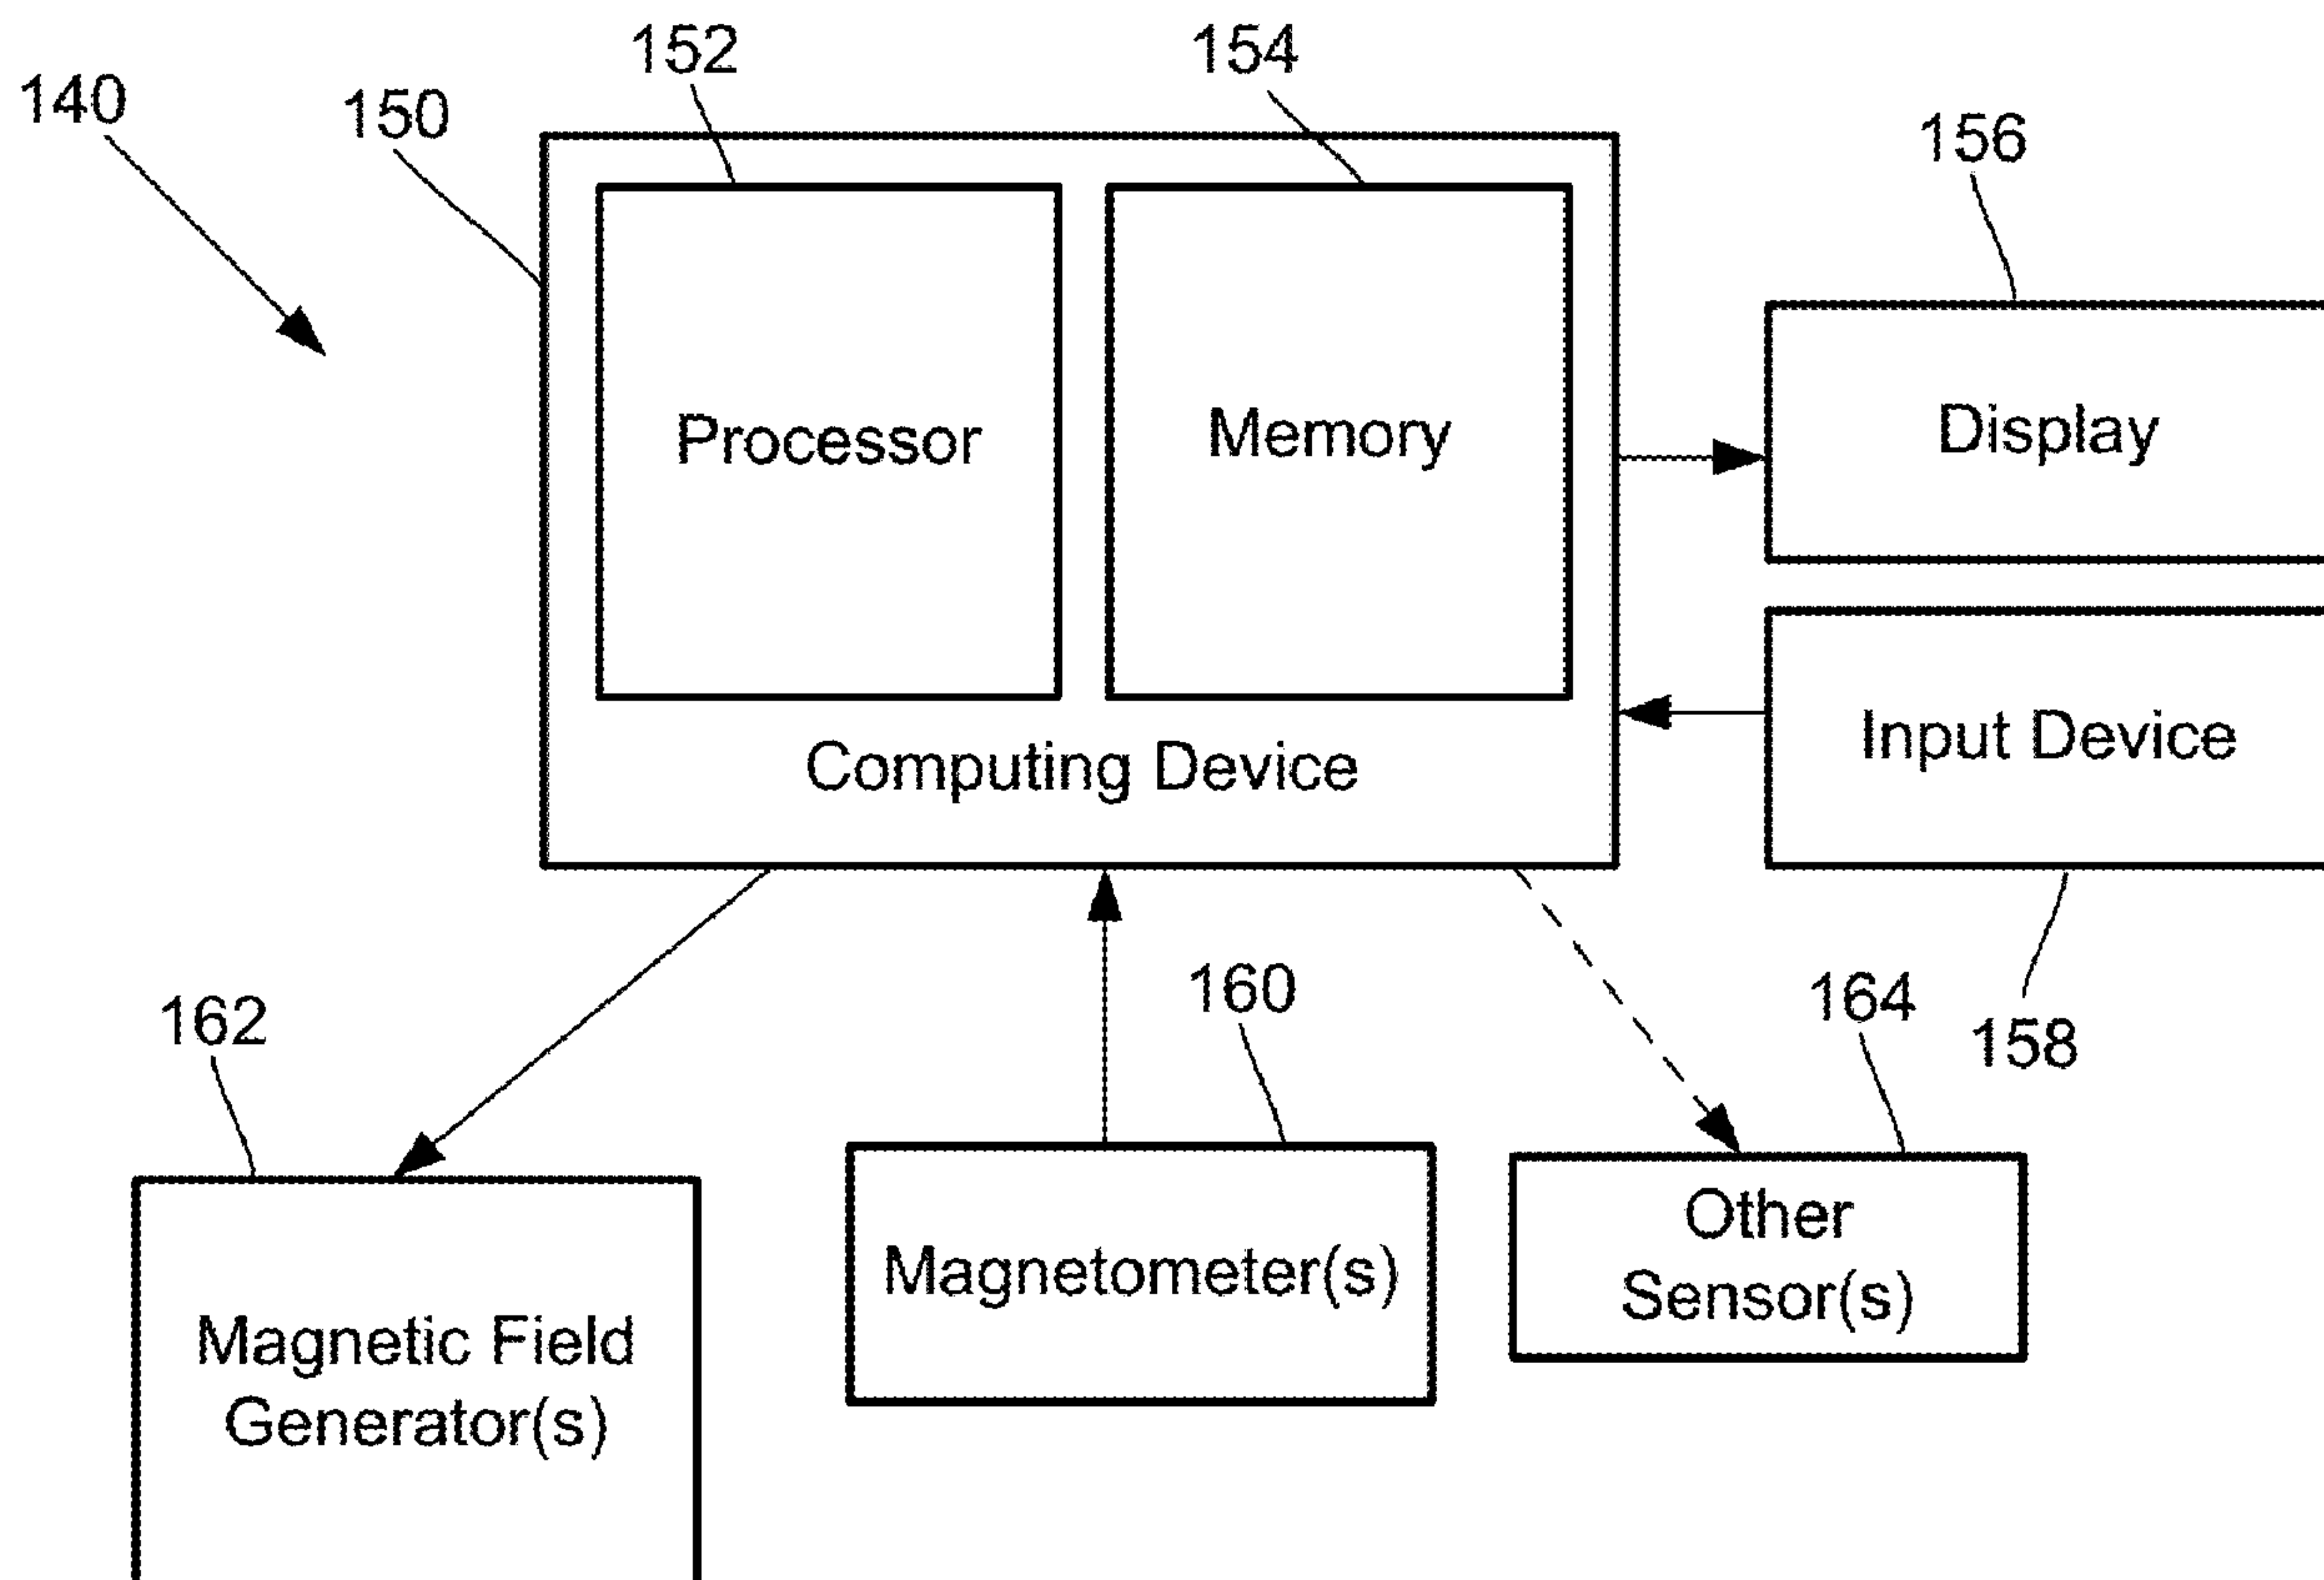 152
154
140
150
156
Processor
Memory
Display
Input Device
Computing Device
160
164
162
158
Other
Sensor(s)
Magnetometer(s)
Magnetic Field
Generator(s)